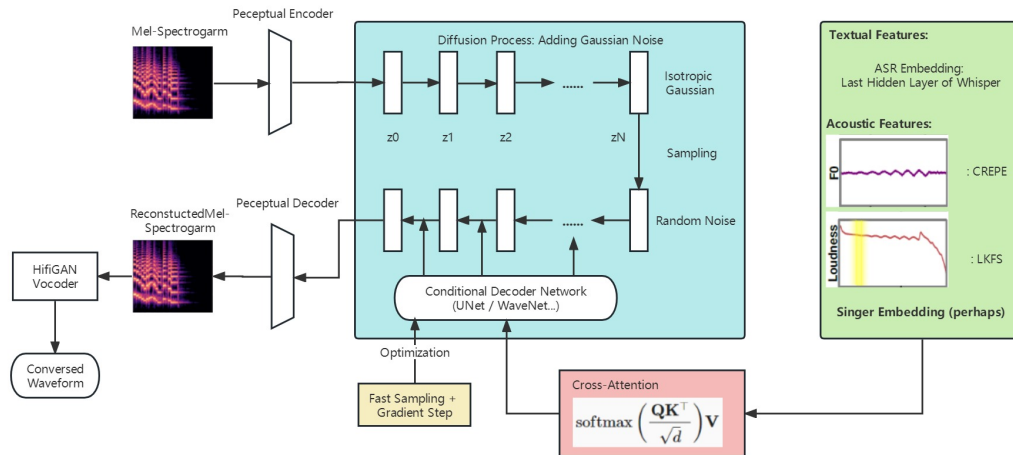 Peceptual Encoder
Mel-Spectrogarm
Diffusion Process: Adding Gaussian Noise
......
Isotropic
Gaussian
z0
z1
z2
zN
Sampling
Peceptual Decoder
ReconstuctedMel-
Spectrogarm
......
Random Noise
HifiGAN
Vocoder
Conditional Decoder Network
(UNet / WaveNet...)
Conversed
Waveform
Optimization
Fast Sampling +
Gradient Step
Cross-Attention
softmax(QK⊤/√d)V
Textual Features:
ASR Embedding:
Last Hidden Layer of Whisper
Acoustic Features:
F0
: CREPE
Loudness
: LKFS
Singer Embedding (perhaps)